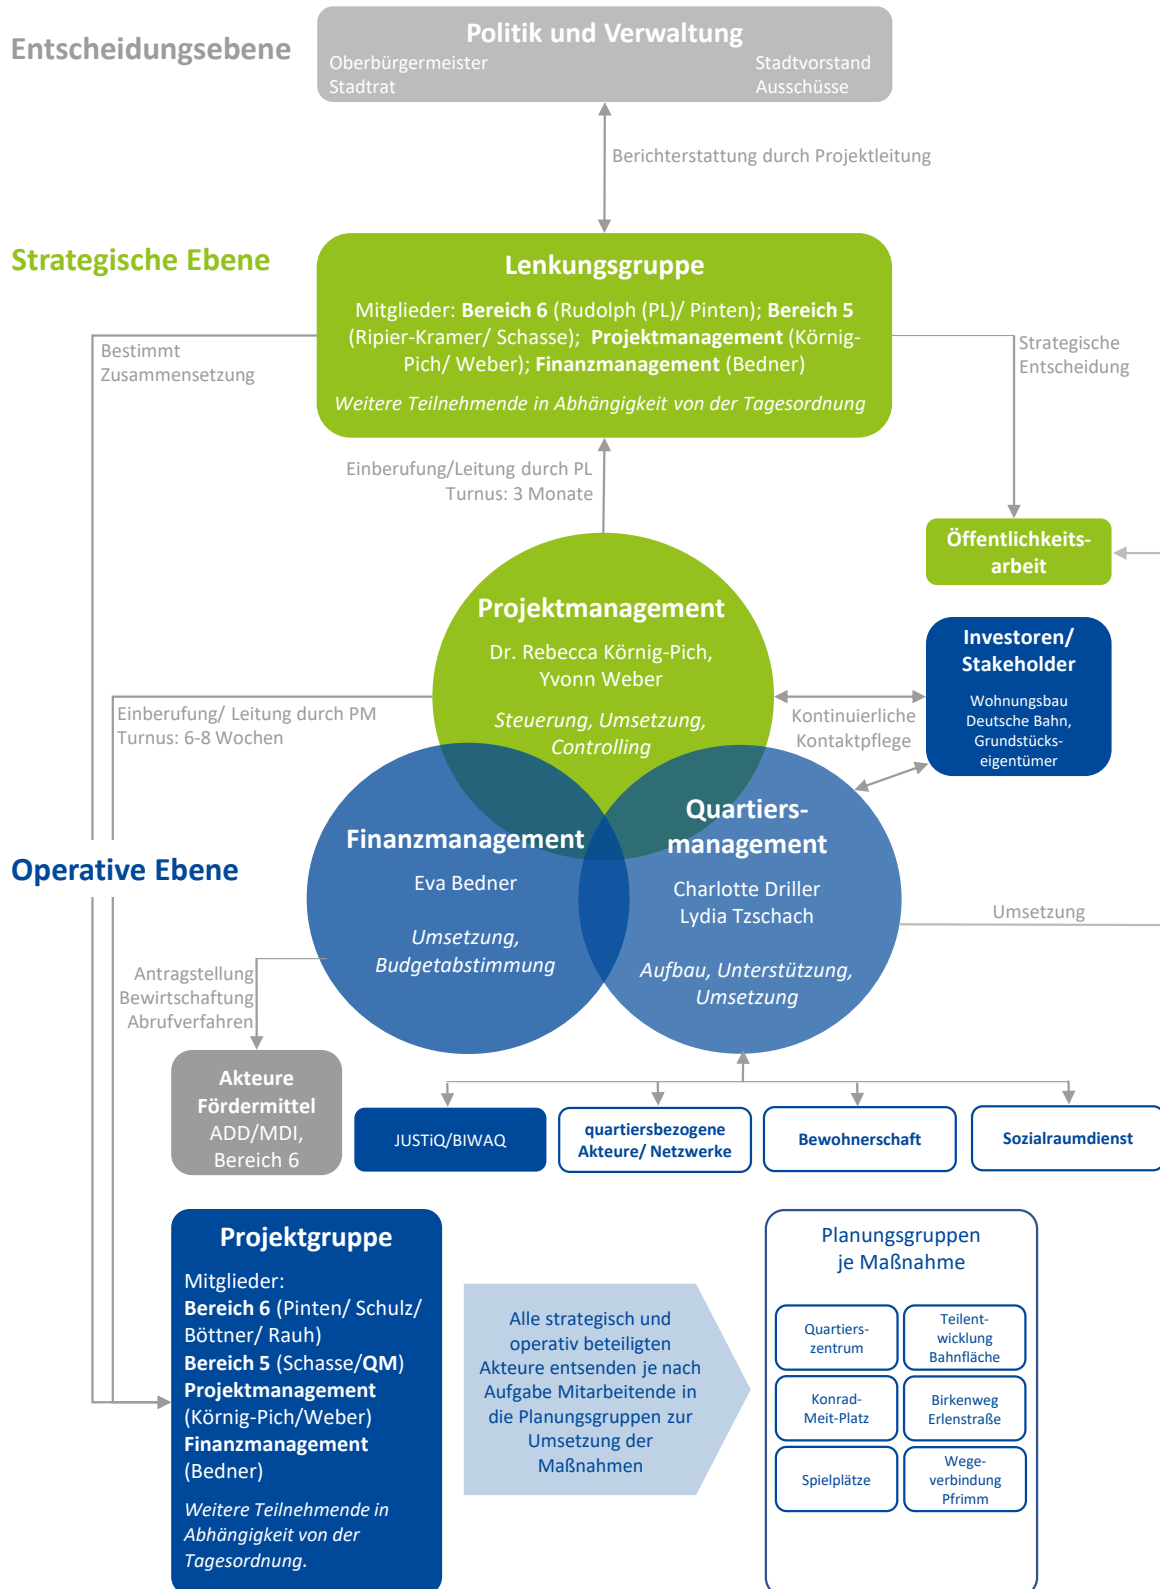 Entscheidungsebene
Politik und Verwaltung
Oberbürgermeister
Stadtrat
Stadtvorstand
Ausschüsse
Berichterstattung durch Projektleitung
Strategische Ebene
Lenkungsgruppe
Mitglieder: Bereich 6 (Rudolph (PL)/ Pinten); Bereich 5
(Ripier-Kramer/ Schasse); Projektmanagement (Körnig-
Pich/ Weber); Finanzmanagement (Bedner)
Weitere Teilnehmende in Abhängigkeit von der Tagesordnung
Bestimmt
Zusammensetzung
Strategische
Entscheidung
Einberufung/Leitung durch PL
Turnus: 3 Monate
Öffentlichkeits-
arbeit
Projektmanagement
Dr. Rebecca Körnig-Pich,
Yvonn Weber
Steuerung, Umsetzung,
Controlling
Investoren/
Stakeholder
Wohnungsbau
Deutsche Bahn,
Grundstücks-
eigentümer
Einberufung/ Leitung durch PM
Turnus: 6-8 Wochen
Kontinuierliche
Kontaktpflege
Operative Ebene
Finanzmanagement
Eva Bedner
Umsetzung,
Budgetabstimmung
Quartiers-
management
Charlotte Driller
Lydia Tzschach
Aufbau, Unterstützung,
Umsetzung
Umsetzung
Antragstellung
Bewirtschaftung
Abrufverfahren
Akteure
Fördermittel
ADD/MDI,
Bereich 6
JUSTiQ/BIWAQ
quartiersbezogene
Akteure/ Netzwerke
Bewohnerschaft
Sozialraumdienst
Projektgruppe
Mitglieder:
Bereich 6 (Pinten/ Schulz/
Böttner/ Rauh)
Bereich 5 (Schasse/QM)
Projektmanagement
(Körnig-Pich/Weber)
Finanzmanagement
(Bedner)
Weitere Teilnehmende in
Abhängigkeit von der
Tagesordnung.
Alle strategisch und
operativ beteiligten
Akteure entsenden je nach
Aufgabe Mitarbeitende in
die Planungsgruppen zur
Umsetzung der
Maßnahmen
Planungsgruppen
je Maßnahme
Quartiers-
zentrum
Teilent-
wicklung
Bahnfläche
Konrad-
Meit-Platz
Birkenweg
Erlenstraße
Spielplätze
Wege-
verbindung
Pfrimm